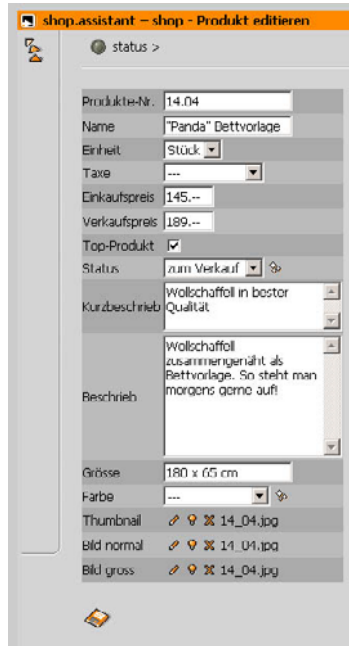 shop.assistant – shop - Produkt editieren
status >
Produkte-Nr. 14.04
Name "Panda" Bettvorlage
Einheit Stück
Taxe ---
Einkaufspreis 145.--
Verkaufspreis 189.--
Top-Produkt
Status zum Verkauf
Kurzbeschrieb Wollschaffell in bester
Qualität
Beschrieb Wollschaffell
zusammengenäht als
Bettvorlage. So steht man
morgens gerne auf!
Grösse 180 x 65 cm
Farbe ---
Thumbnail 14_04.jpg
Bild normal 14_04.jpg
Bild gross 14_04.jpg